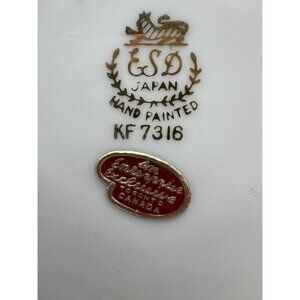 ESD
JAPAN
HAND PAINTED
KF 7316
An
Enterprise
Exclusive
TORONTO
CANADA